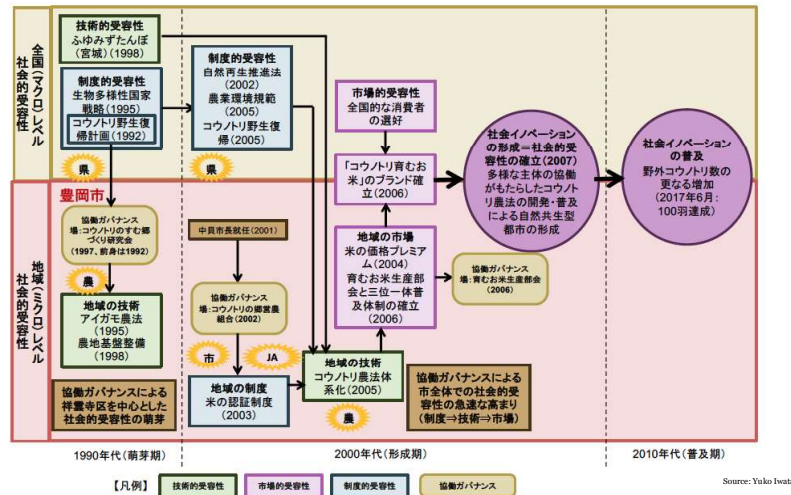 全国(マクロ)レベル
社会的受容性
技術的受容性
ふゆみずたんぼ
(宮城)(1998)
制度的受容性
生物多様性国家
戦略(1995)
コウノトリ野生復
帰計画(1992)
県
制度的受容性
自然再生推進法
(2002)
農業環境規範
(2005)
コウノトリ野生復
帰(2005)
県
市場的受容性
全国的な消費者
の選好
「コウノトリ育むお
米」のブランド確
立(2006)
社会イノベーション
の形成=社会的受
容性の確立(2007)
多様な主体の協働
がもたらしたコウノト
リ農法の開発・普及
による自然共生型
都市の形成
社会イノベーション
の普及
野外コウノトリ数の
更なる増加
(2017年6月:
100羽達成)
地域(ミクロ)レベル
社会的受容性
豊岡市
協働ガバナンス
場:コウノトリのすむ郷
づくり研究会
(1997、前身は1992)
農
地域の技術
アイガモ農法
(1995)
農地基盤整備
(1998)
協働ガバナンスによる
祥雲寺区を中心とした
社会的受容性の萌芽
中貝市長就任(2001)
協働ガバナンス
場:コウノトリの郷営農
組合(2002)
市
JA
地域の制度
米の認証制度
(2003)
地域の技術
コウノトリ農法体
系化(2005)
農
地域の市場
米の価格プレミア
ム(2004)
育むお米生産部
会と三位一体普
及体制の確立
(2006)
協働ガバナンス
場:育むお米生産部会
(2006)
協働ガバナンスによる
市全体での社会的受
容性の急速な高まり
(制度⇒技術⇒市場)
1990年代(萌芽期)
2000年代(形成期)
2010年代(普及期)
【凡例】
技術的受容性
市場的受容性
制度的受容性
協働ガバナンス
Source: Yuko Iwat